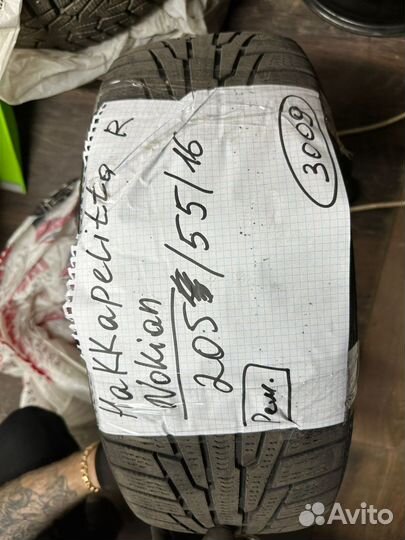 Hakkapelitta R
Nokian
205/55/16
Рем.
3009
Avito